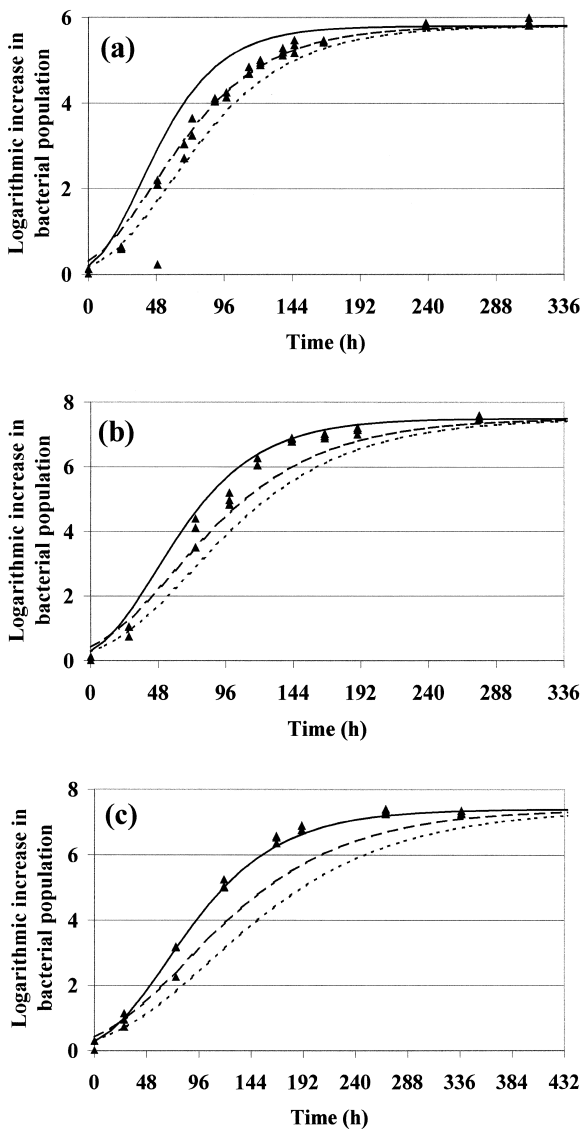 (a)
Logarithmic increase in
bacterial population
6
4
2
0
0 48 96 144 192 240 288 336
Time (h)
(b)
Logarithmic increase in
bacterial population
8
6
4
2
0
0 48 96 144 192 240 288 336
Time (h)
(c)
Logarithmic increase in
bacterial population
8
6
4
2
0
0 48 96 144 192 240 288 336 384 432
Time (h)